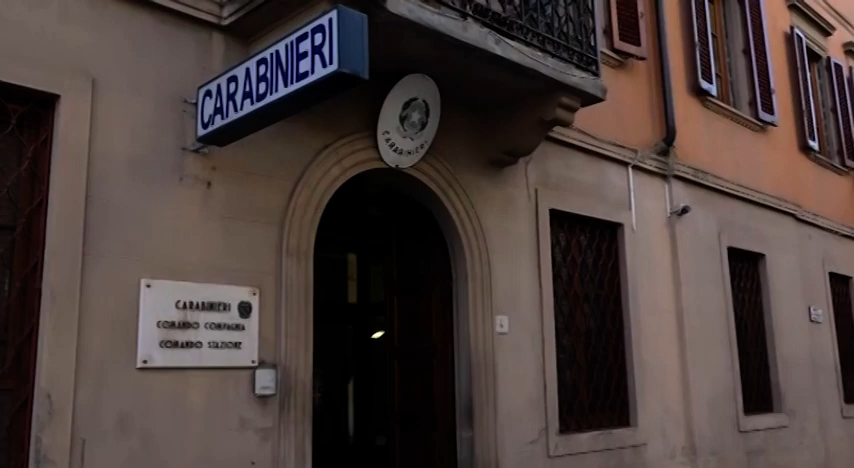 CARABINIERI
CARABINIERI
CARABINIERI
COMANDO COMPAGNIA
COMANDO STAZIONE